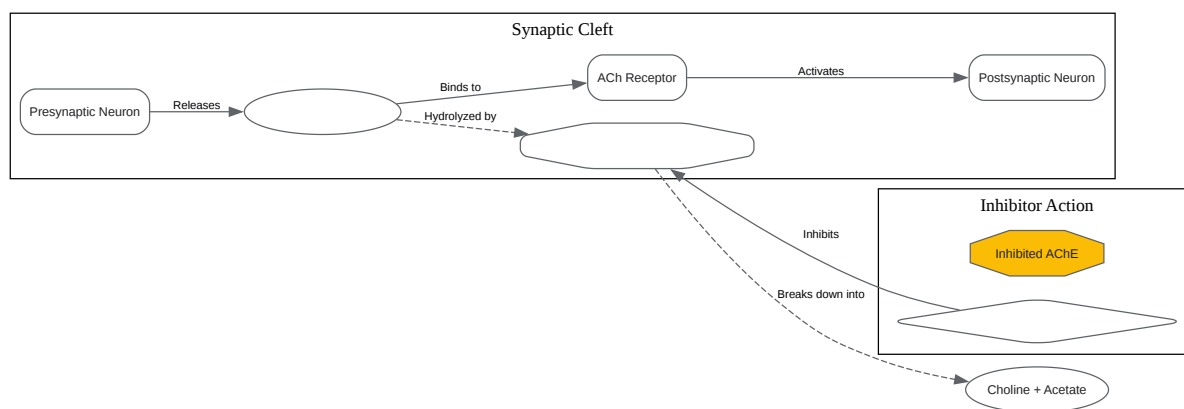 Synaptic Cleft
Presynaptic Neuron
Releases
Binds to
Hydrolyzed by
ACh Receptor
Activates
Postsynaptic Neuron
Inhibitor Action
Inhibited AChE
Inhibits
Breaks down into
Choline + Acetate